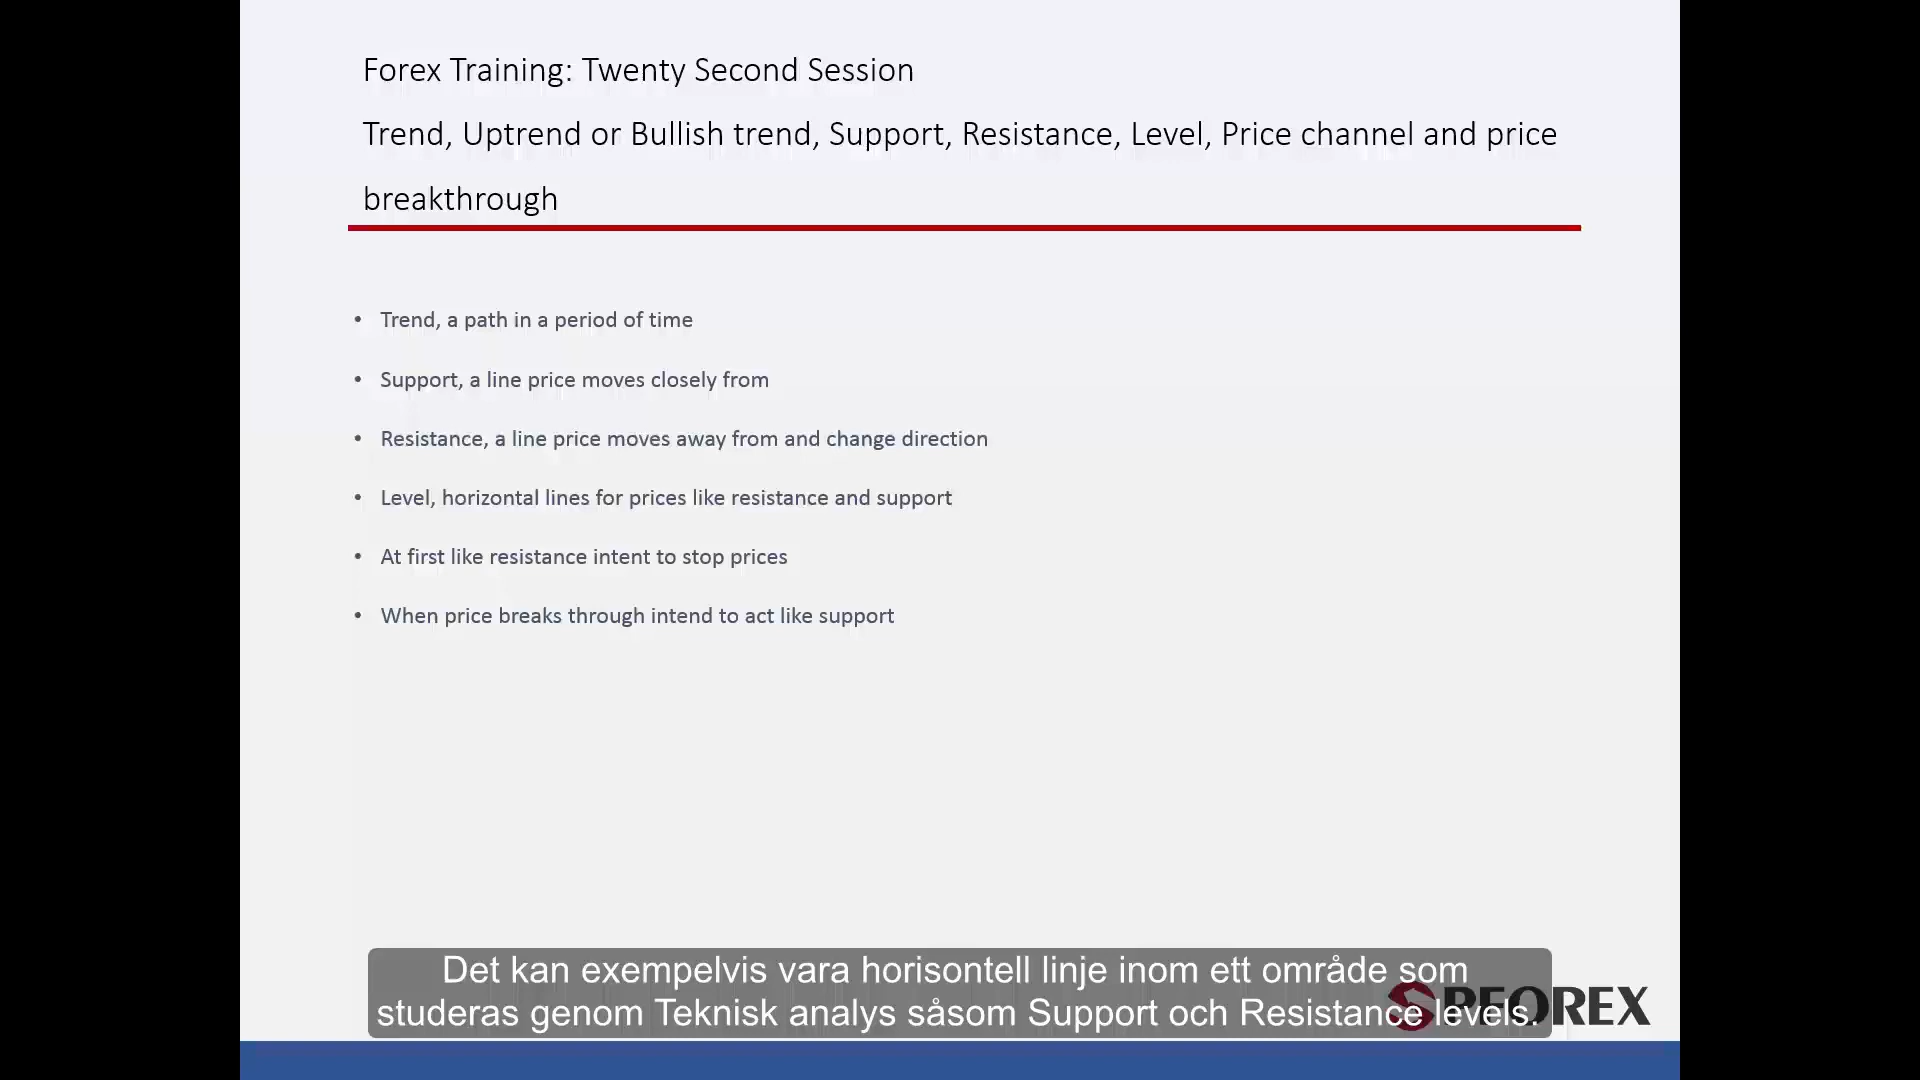 Forex Training: Twenty Second Session
Trend, Uptrend or Bullish trend, Support, Resistance, Level, Price channel and price
breakthrough
• Trend, a path in a period of time
• Support, a line price moves closely from
• Resistance, a line price moves away from and change direction
• Level, horizontal lines for prices like resistance and support
• At first like resistance intent to stop prices
• When price breaks through intend to act like support
Det kan exempelvis vara horisontell linje inom ett område som
studeras genom Teknisk analys såsom Support och Resistance levels.